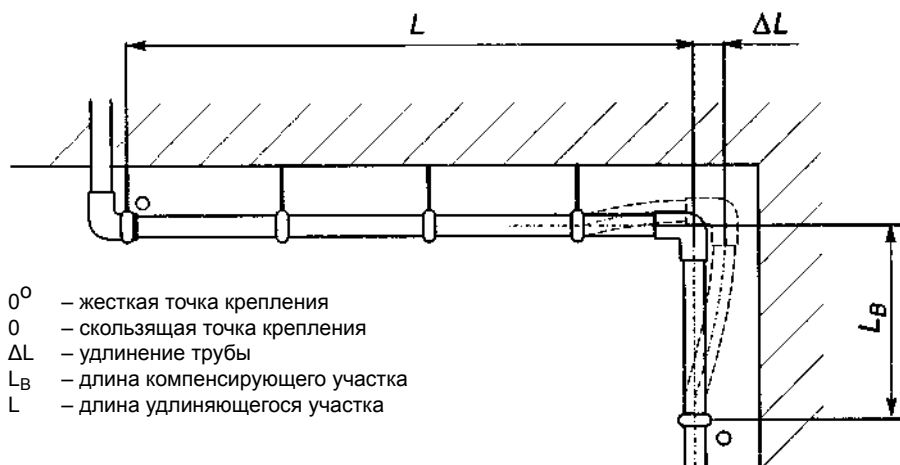 L ΔL
L_B
0⁰ – жесткая точка крепления
0 – скользящая точка крепления
ΔL – удлинение трубы
L_B – длина компенсирующего участка
L – длина удлиняющегося участка